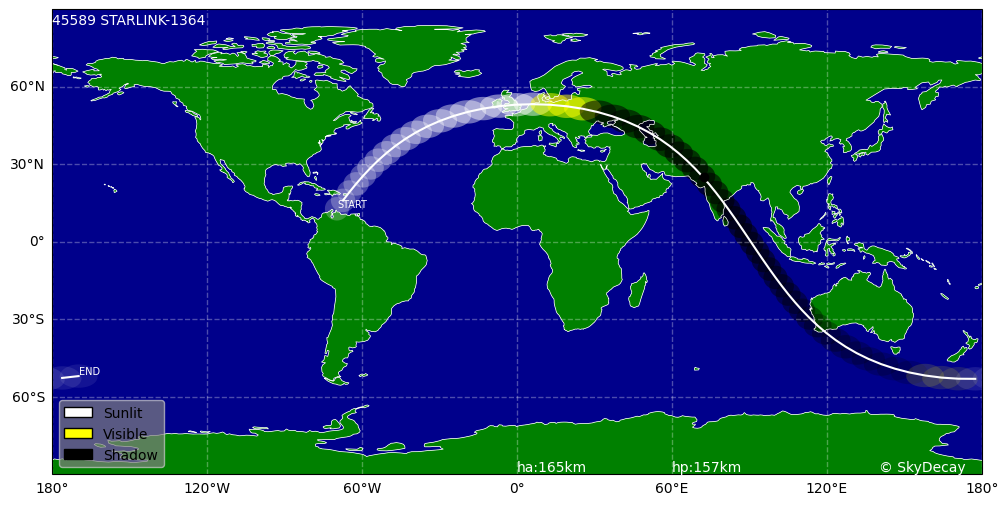 45589 STARLINK-1364
60°N
30°N
START
0°
30°S
END
60°S
Sunlit
Visible
Shadow
ha:165km hp:157km © SkyDecay
180° 120°W 60°W 0° 60°E 120°E 180°